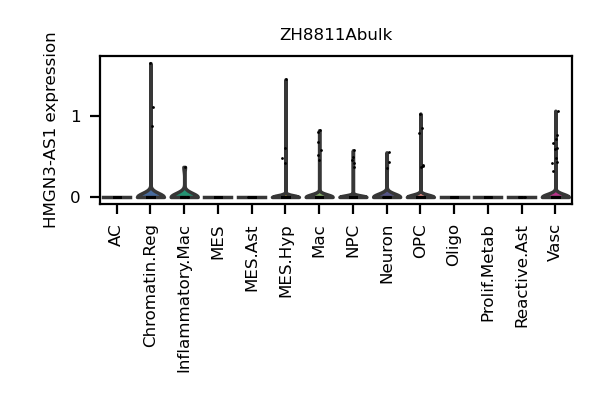 ZH8811Abulk
HMGN3-AS1 expression
1
0
AC
Chromatin.Reg
Inflammatory.Mac
MES
MES.Ast
MES.Hyp
Mac
NPC
Neuron
OPC
Oligo
Prolif.Metab
Reactive.Ast
Vasc